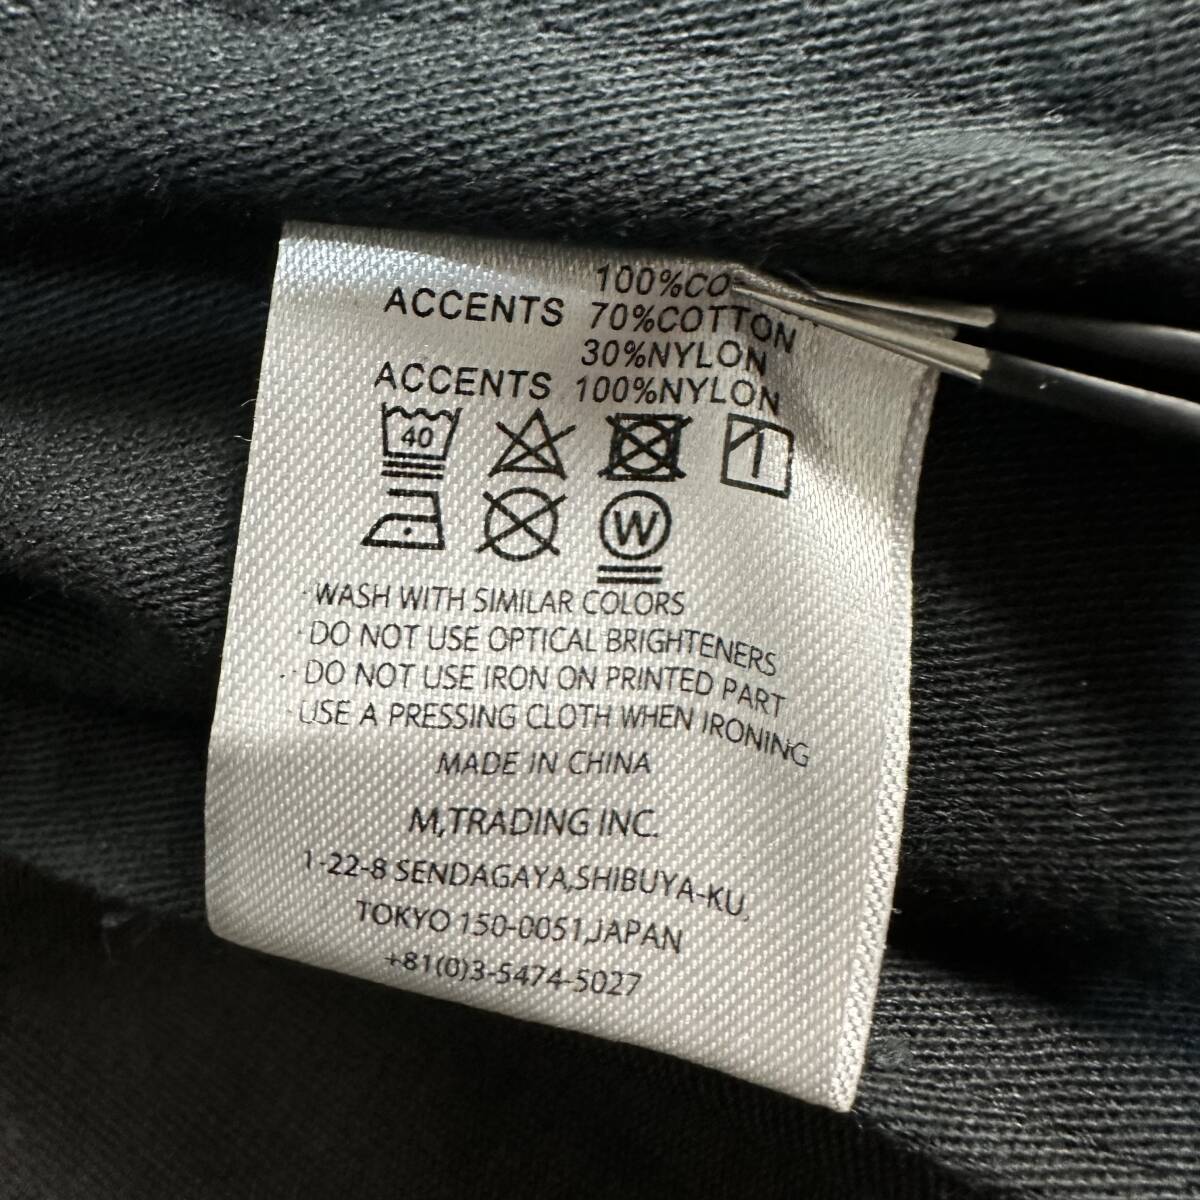 100%CO
ACCENTS 70%COTTON
30%NYLON
ACCENTS 100%NYLON
40
W
· WASH WITH SIMILAR COLORS
· DO NOT USE OPTICAL BRIGHTENERS
· DO NOT USE IRON ON PRINTED PART
· USE A PRESSING CLOTH WHEN IRONING
MADE IN CHINA
M,TRADING INC.
1-22-8 SENDAGAYA,SHIBUYA-KU,
TOKYO 150-0051,JAPAN
+81(0)3-5474-5027